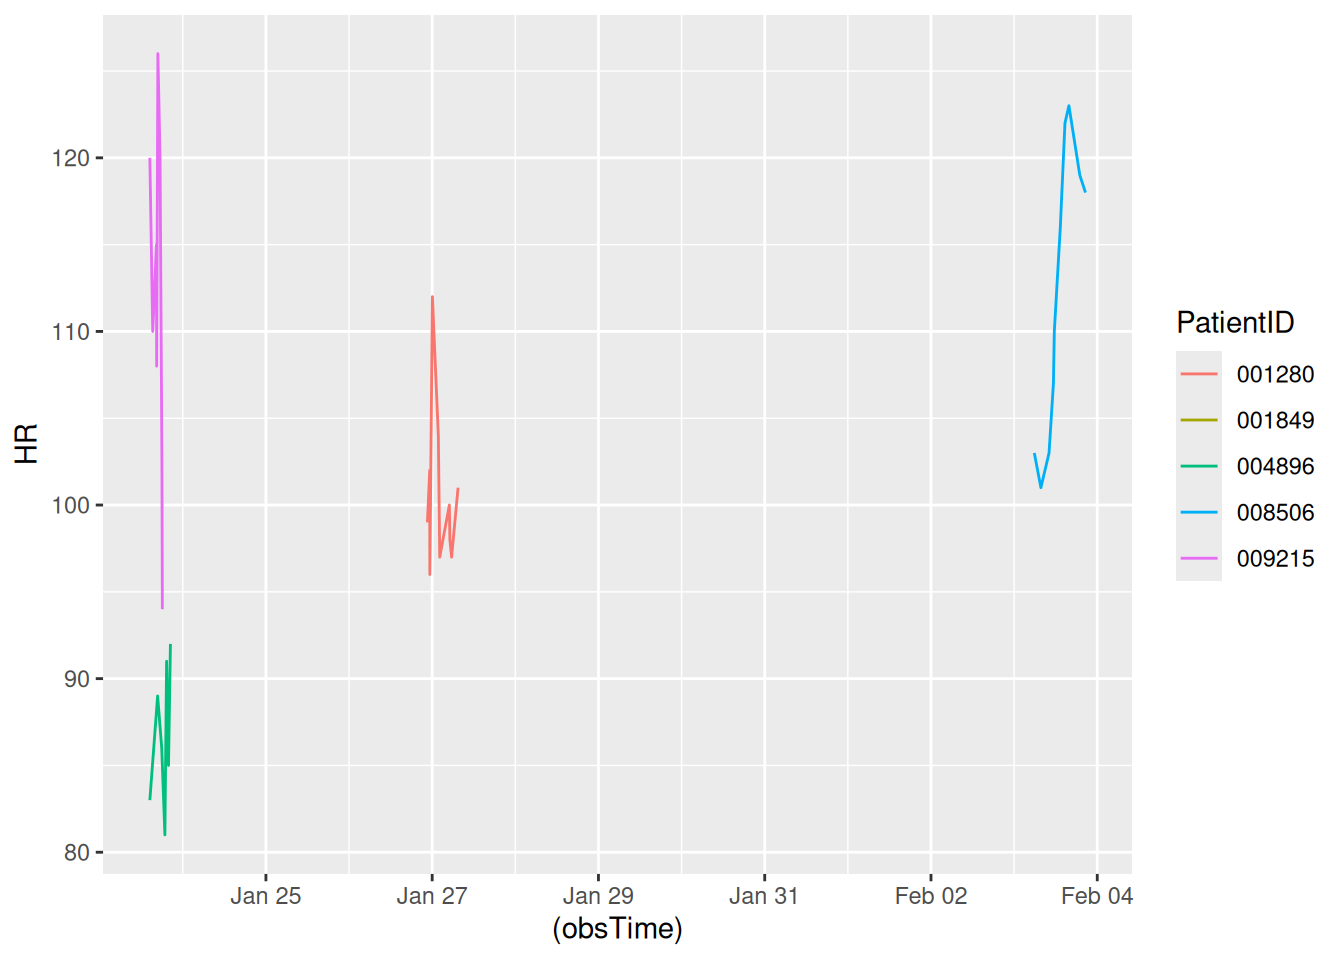 120
110
100
90
80
HR
Jan 25
Jan 27
Jan 29
Jan 31
Feb 02
Feb 04
(obsTime)
PatientID
001280
001849
004896
008506
009215